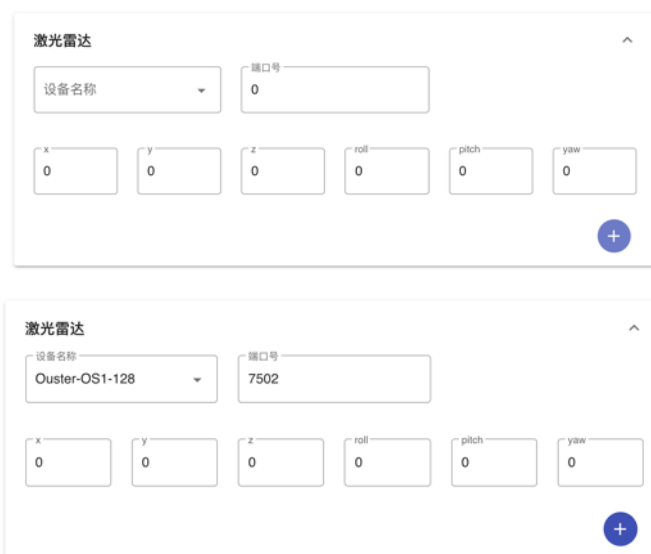 激光雷达
设备名称
端口号
0
x y z roll pitch yaw
0 0 0 0 0 0
+
激光雷达
设备名称 端口号
Ouster-OS1-128 7502
x y z roll pitch yaw
0 0 0 0 0 0
+